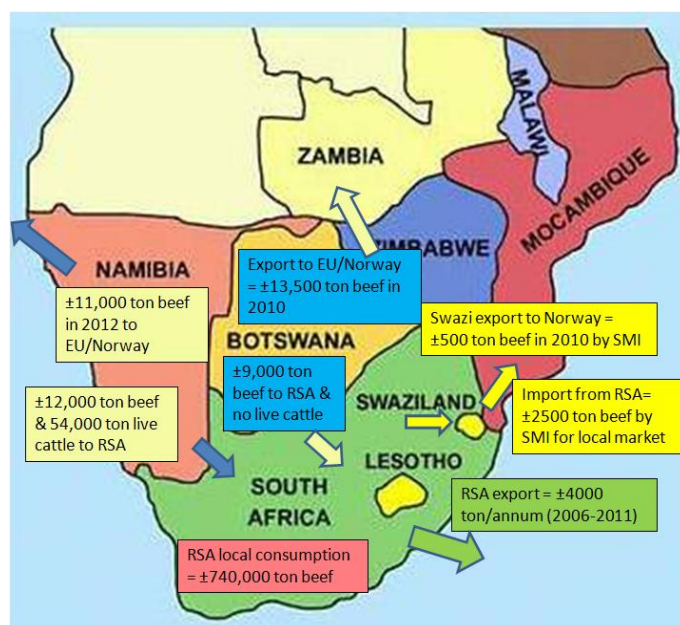 MALAWI
ZAMBIA
MOCAMBIQUE
ZIMBABWE
NAMIBIA
Export to EU/Norway
= ±13,500 ton beef in
2010
±11,000 ton beef
in 2012 to
EU/Norway
BOTSWANA
Swazi export to Norway =
±500 ton beef in 2010 by SMI
±9,000 ton
beef to RSA &
no live cattle
±12,000 ton beef
& 54,000 ton live
cattle to RSA
SWAZILAND
Import from RSA=
±2500 ton beef by
SMI for local market
LESOTHO
SOUTH
AFRICA
RSA export = ±4000
ton/annum (2006-2011)
RSA local consumption
= ±740,000 ton beef